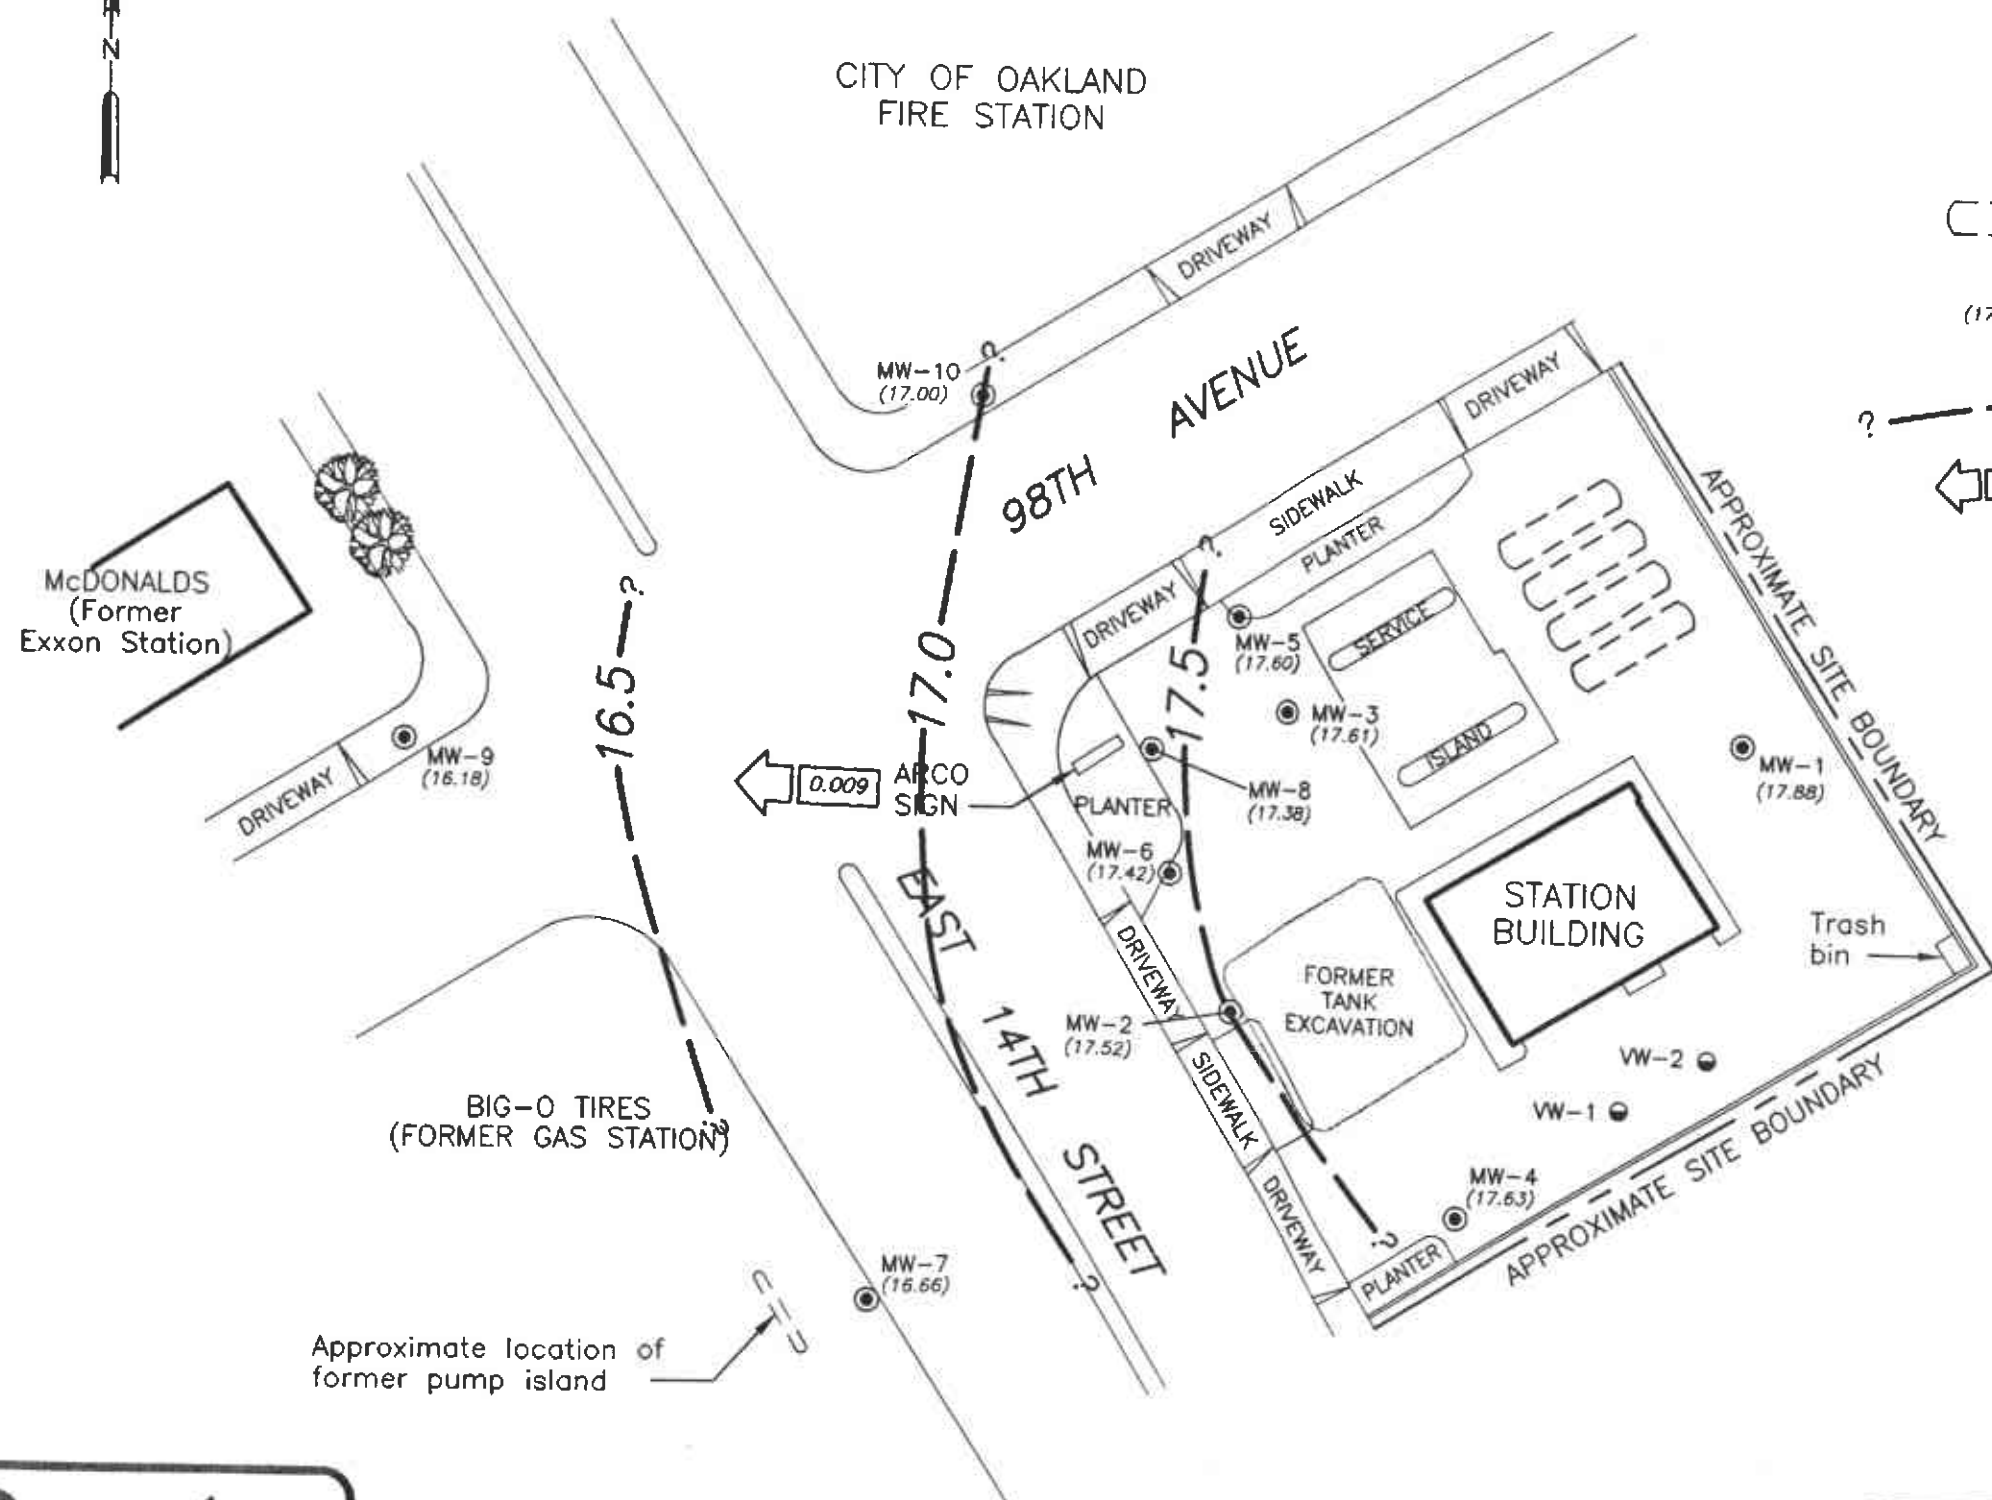 N
CITY OF OAKLAND
FIRE STATION
DRIVEWAY
(17
MW-10
(17.00)
?
98TH AVENUE
DRIVEWAY
?
SIDEWALK
PLANTER
?
APPROXIMATE SITE BOUNDARY
McDONALDS
(Former
Exxon Station)
?
16.5
17.0
DRIVEWAY
17.5
MW-5
(17.60)
SERVICE
ISLAND
MW-3
(17.61)
MW-9
(16.18)
DRIVEWAY
0.009
ARCO
SIGN
PLANTER
MW-8
(17.38)
MW-1
(17.88)
MW-6
(17.42)
STATION
BUILDING
Trash
bin
EAST 14TH STREET
DRIVEWAY
FORMER
TANK
EXCAVATION
MW-2
(17.52)
SIDEWALK
VW-2
VW-1
BIG-O TIRES
(FORMER GAS STATION)
?
DRIVEWAY
MW-4
(17.63)
?
PLANTER
APPROXIMATE SITE BOUNDARY
MW-7
(16.66)
?
Approximate location of
former pump island